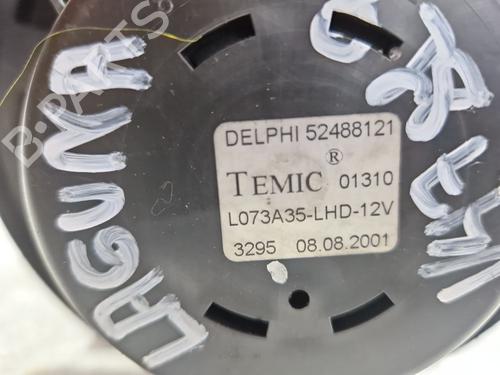 DELPHI 52488121
TEMIC ® 01310
L073A35-LHD-12V
3295 08.08.2001
LAGUNA
B-PARTS